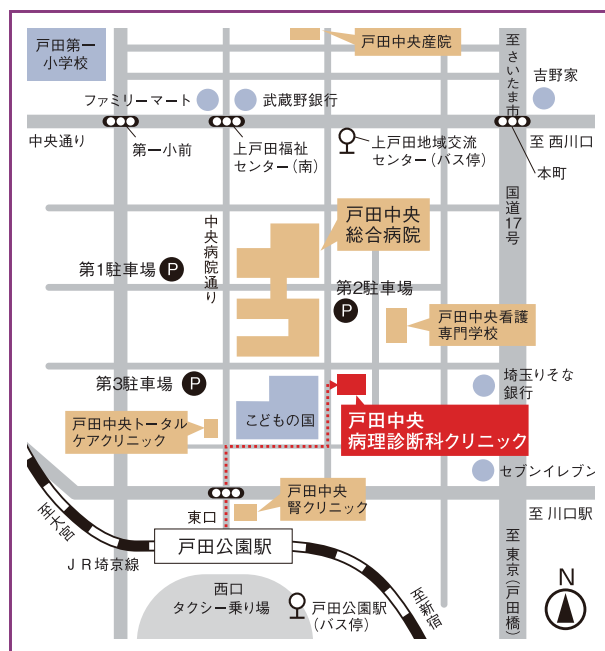 戸田第一
小学校
戸田中央産院
至さいたま市
吉野家
ファミリーマート
武蔵野銀行
中央通り
第一小前
上戸田福祉
センター(南)
上戸田地域交流
センター(バス停)
本町
至 西川口
国道17号
中央病院通り
戸田中央
総合病院
第1駐車場
P
第2駐車場
P
戸田中央看護
専門学校
第3駐車場
P
こどもの国
戸田中央
病理診断科クリニック
埼玉りそな
銀行
戸田中央トータル
ケアクリニック
セブンイレブン
戸田中央
腎クリニック
東口
至 川口駅
至大宮
戸田公園駅
JR埼京線
西口
タクシー乗り場
戸田公園駅
(バス停)
至新宿
至東京(戸田橋)
N